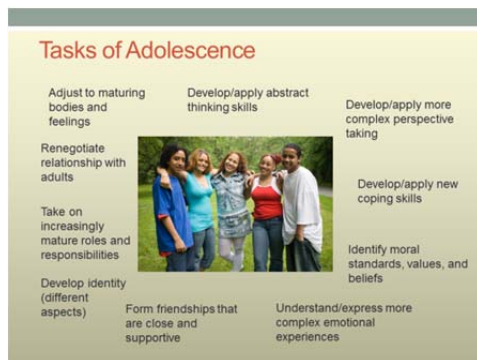 Tasks of Adolescence
Adjust to maturing
bodies and
feelings
Develop/apply abstract
thinking skills
Develop/apply more
complex perspective
taking
Renegotiate
relationship with
adults
Develop/apply new
coping skills
Take on
increasingly
mature roles and
responsibilities
Identify moral
standards, values, and
beliefs
Develop identity
(different
aspects)
Form friendships that
are close and
supportive
Understand/express more
complex emotional
experiences